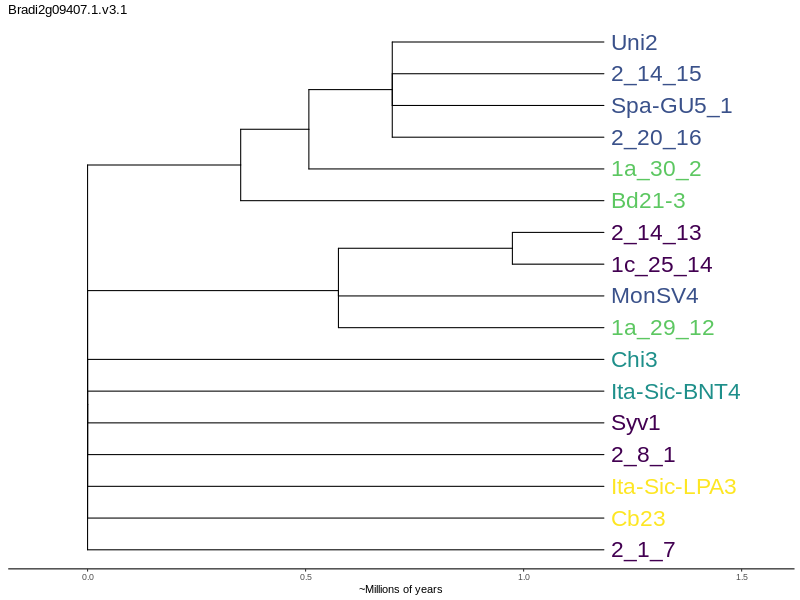 Bradi2g09407.1.v3.1
Uni2
2_14_15
Spa-GU5_1
2_20_16
1a_30_2
Bd21-3
2_14_13
1c_25_14
MonSV4
1a_29_12
Chi3
Ita-Sic-BNT4
Syv1
2_8_1
Ita-Sic-LPA3
Cb23
2_1_7
0.0 0.5 1.0 1.5
~Millions of years